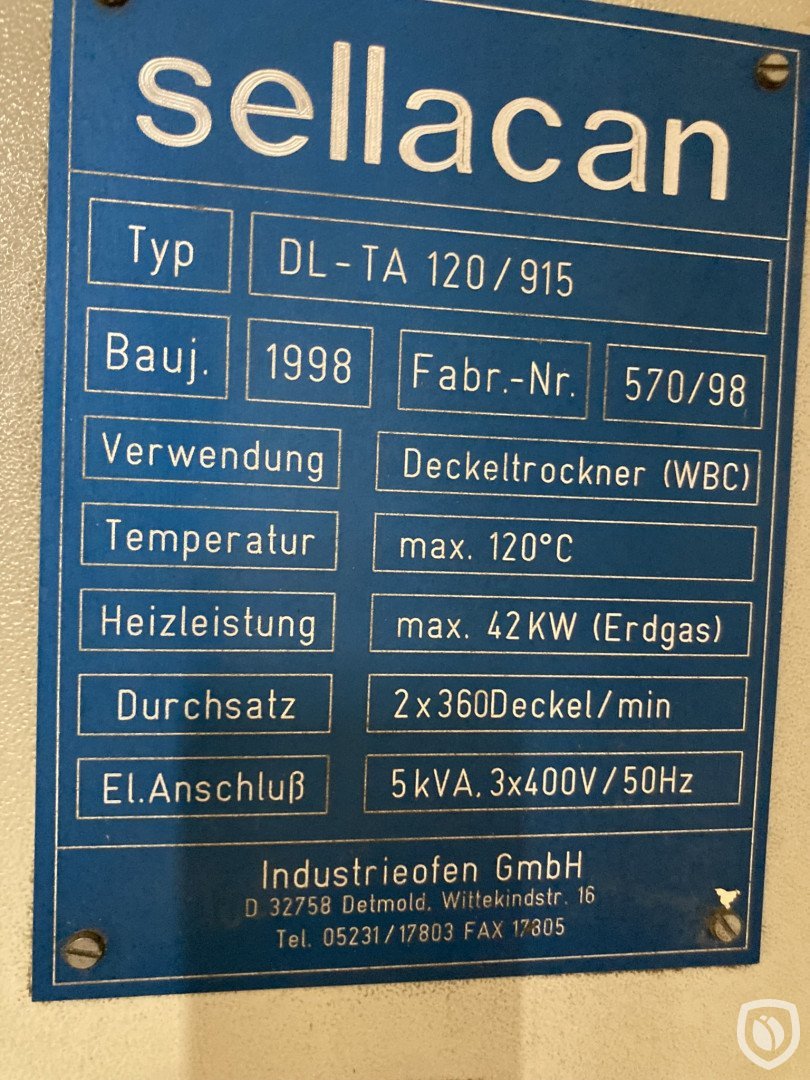 sellacan
Typ DL-TA 120/915
Bauj. 1998 Fabr.-Nr. 570/98
Verwendung Deckeltrockner (WBC)
Temperatur max. 120°C
Heizleistung max. 42KW (Erdgas)
Durchsatz 2x360Deckel/min
El.Anschluß 5kVA, 3x400V/50Hz
Industrieofen GmbH
D 32758 Detmold, Wittekindstr. 16
Tel. 05231/17803 FAX 17805